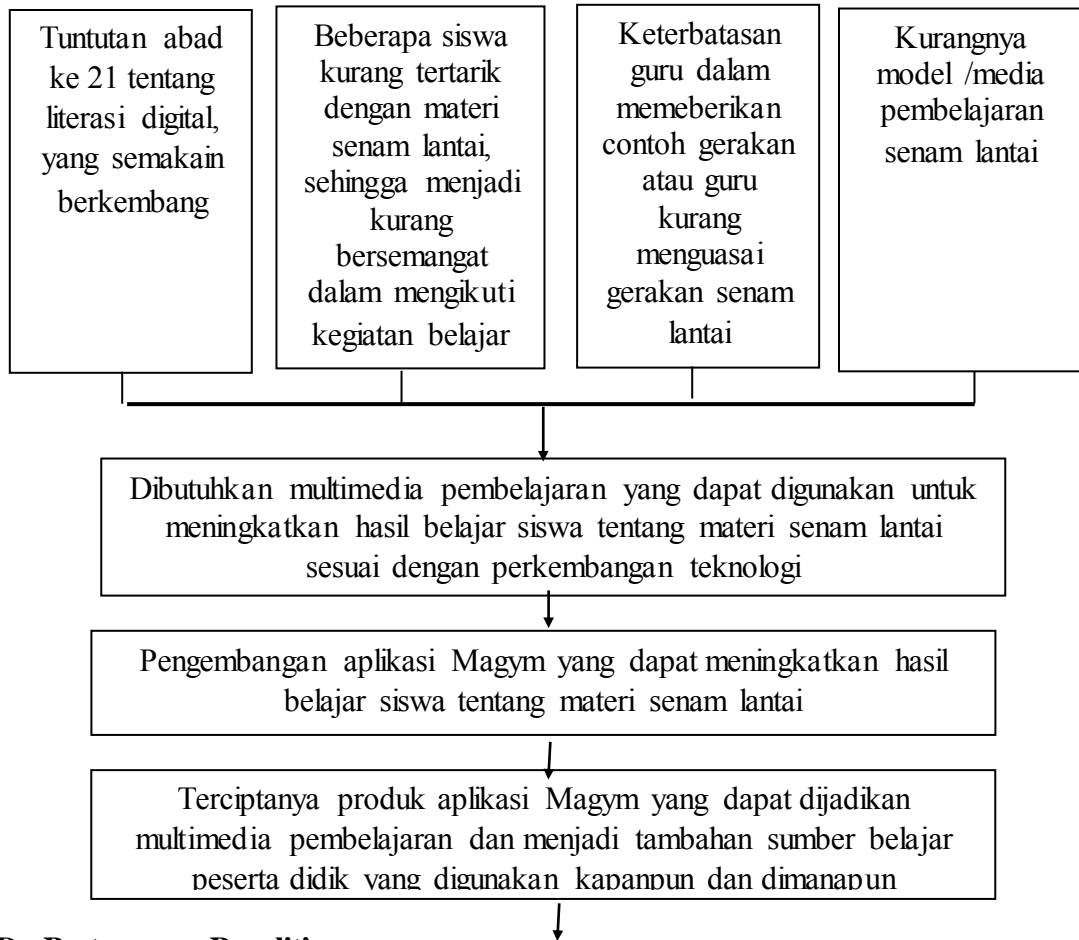 Tuntutan abad
ke 21 tentang
literasi digital,
yang semakain
berkembang
Beberapa siswa
kurang tertarik
dengan materi
senam lantai,
sehingga menjadi
kurang
bersemangat
dalam mengikuti
kegiatan belajar
Keterbatasan
guru dalam
memeberikan
contoh gerakan
atau guru
kurang
menguasai
gerakan senam
lantai
Kurangnya
model /media
pembelajaran
senam lantai
Dibutuhkan multimedia pembelajaran yang dapat digunakan untuk
meningkatkan hasil belajar siswa tentang materi senam lantai
sesuai dengan perkembangan teknologi
Pengembangan aplikasi Magym yang dapat meningkatkan hasil
belajar siswa tentang materi senam lantai
Terciptanya produk aplikasi Magym yang dapat dijadikan
multimedia pembelajaran dan menjadi tambahan sumber belajar
peserta didik yang digunakan kapanpun dan dimanapun